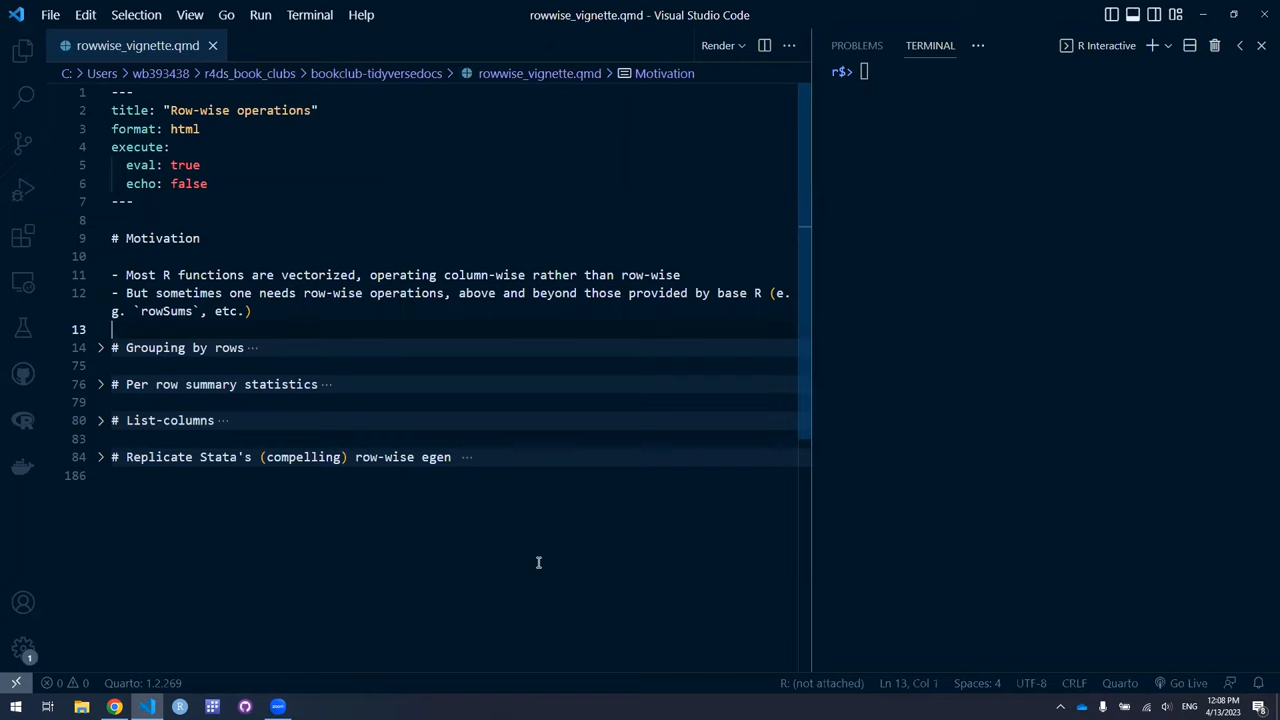 File Edit Selection View Go Run Terminal Help rowwise_vignette.qmd - Visual Studio Code
rowwise_vignette.qmd Render
C: > Users > wb393438 > r4ds_book_clubs > bookclub-tidyversedocs > rowwise_vignette.qmd > Motivation
1 ---
2 title: "Row-wise operations"
3 format: html
4 execute:
5 eval: true
6 echo: false
7 ---
8
9 # Motivation
10
11 - Most R functions are vectorized, operating column-wise rather than row-wise
12 - But sometimes one needs row-wise operations, above and beyond those provided by base R (e.
g. `rowSums`, etc.)
13
14 # Grouping by rows ...
75
76 # Per row summary statistics ...
79
80 # List-columns ...
83
84 # Replicate Stata's (compelling) row-wise egen ...
186
PROBLEMS TERMINAL ... R Interactive
r$>
1
0 0 Quarto: 1.2.269 R: (not attached) Ln 13, Col 1 Spaces: 4 UTF-8 CRLF Quarto Go Live
zoom ENG 12:08 PM
4/13/2023